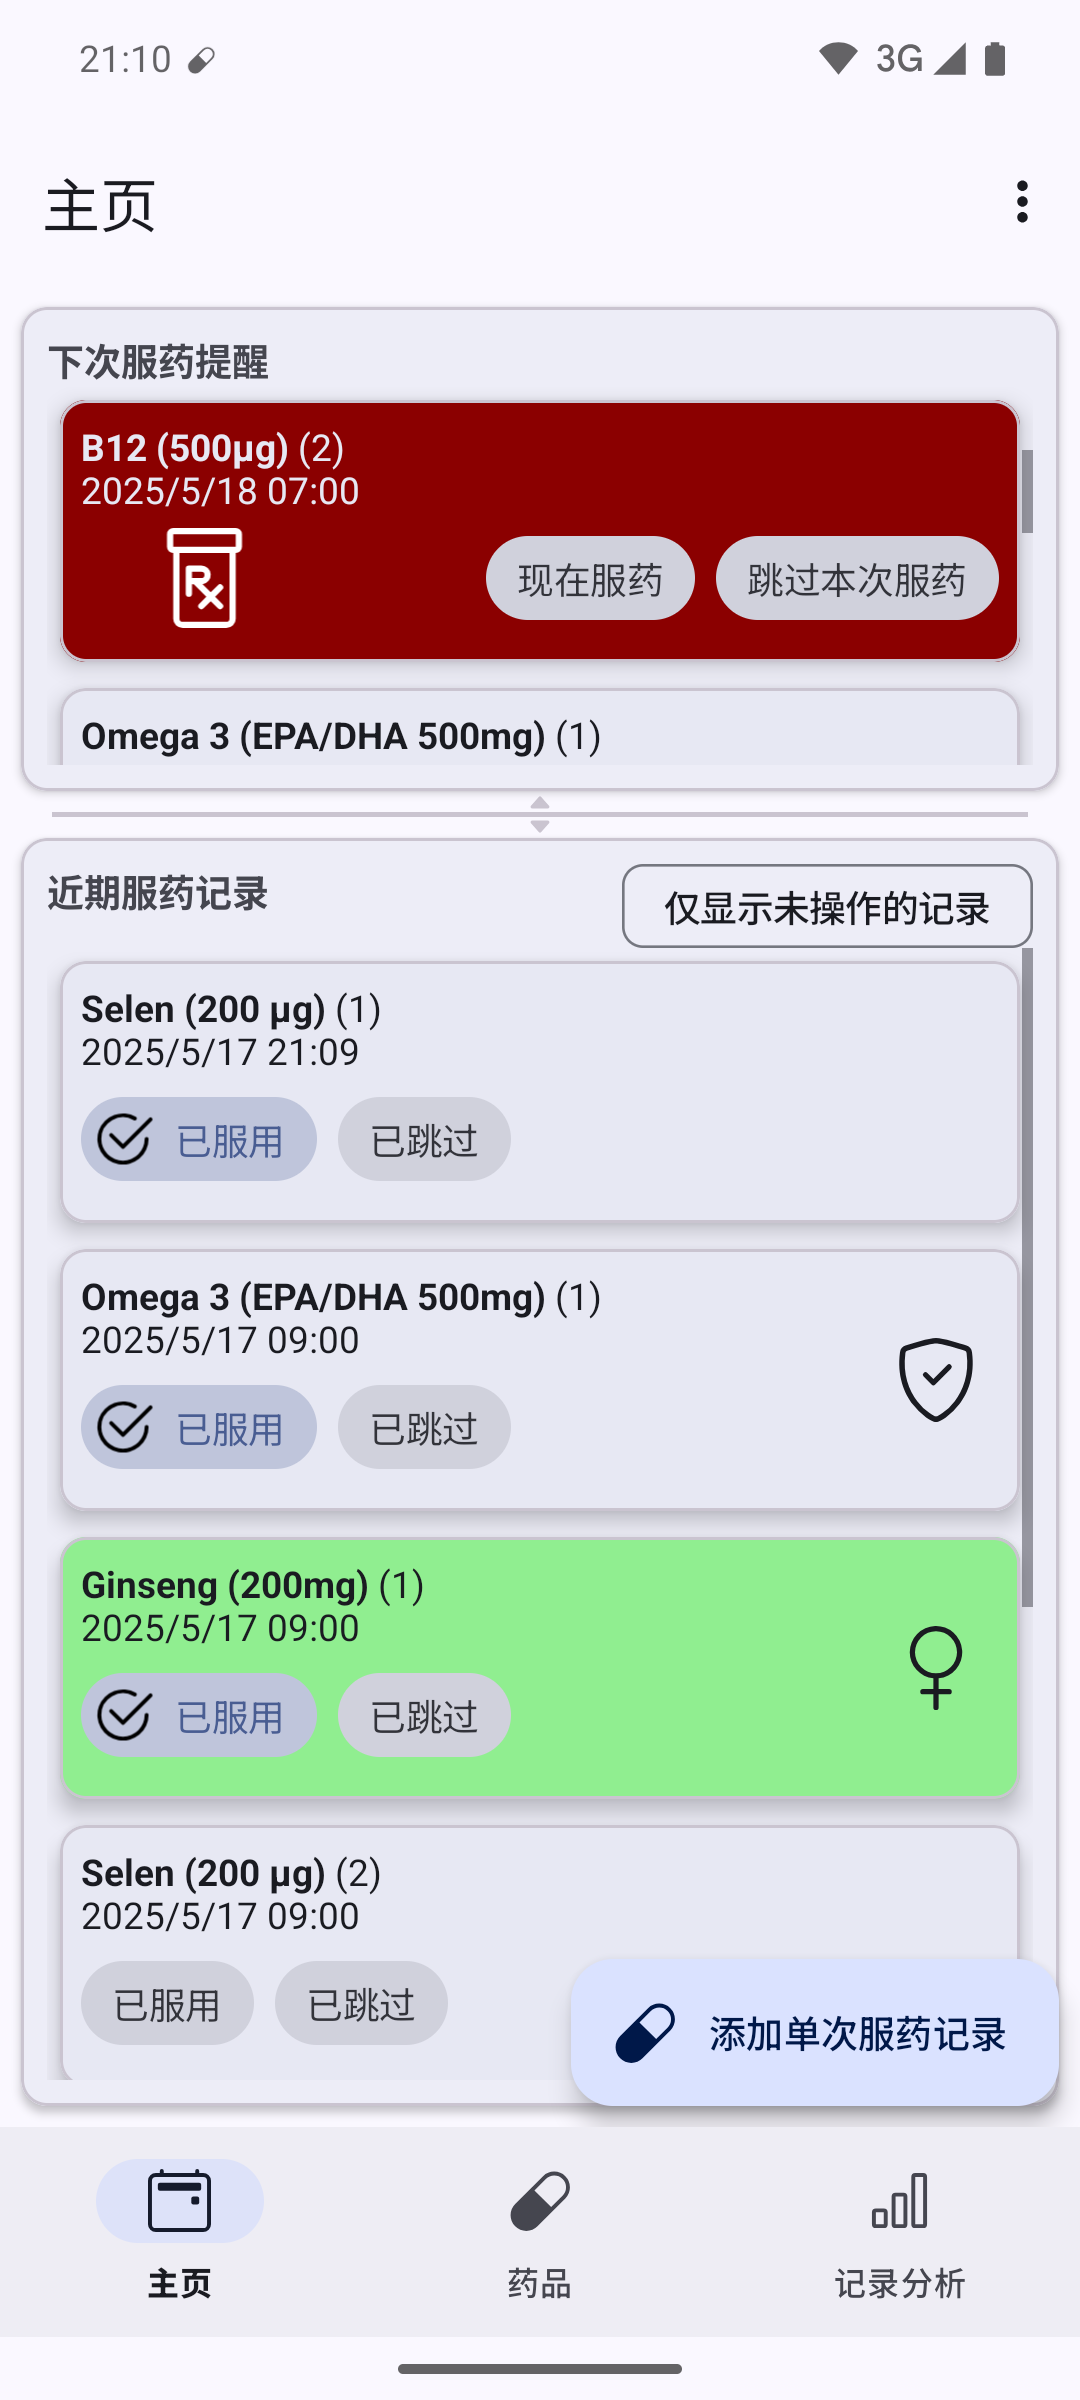 21:10
3G
主页
下次服药提醒
B12 (500µg) (2)
2025/5/18 07:00
Rx
现在服药
跳过本次服药
Omega 3 (EPA/DHA 500mg) (1)
近期服药记录
仅显示未操作的记录
Selen (200 µg) (1)
2025/5/17 21:09
已服用
已跳过
Omega 3 (EPA/DHA 500mg) (1)
2025/5/17 09:00
已服用
已跳过
Ginseng (200mg) (1)
2025/5/17 09:00
已服用
已跳过
Selen (200 µg) (2)
2025/5/17 09:00
已服用
已跳过
添加单次服药记录
主页
药品
记录分析